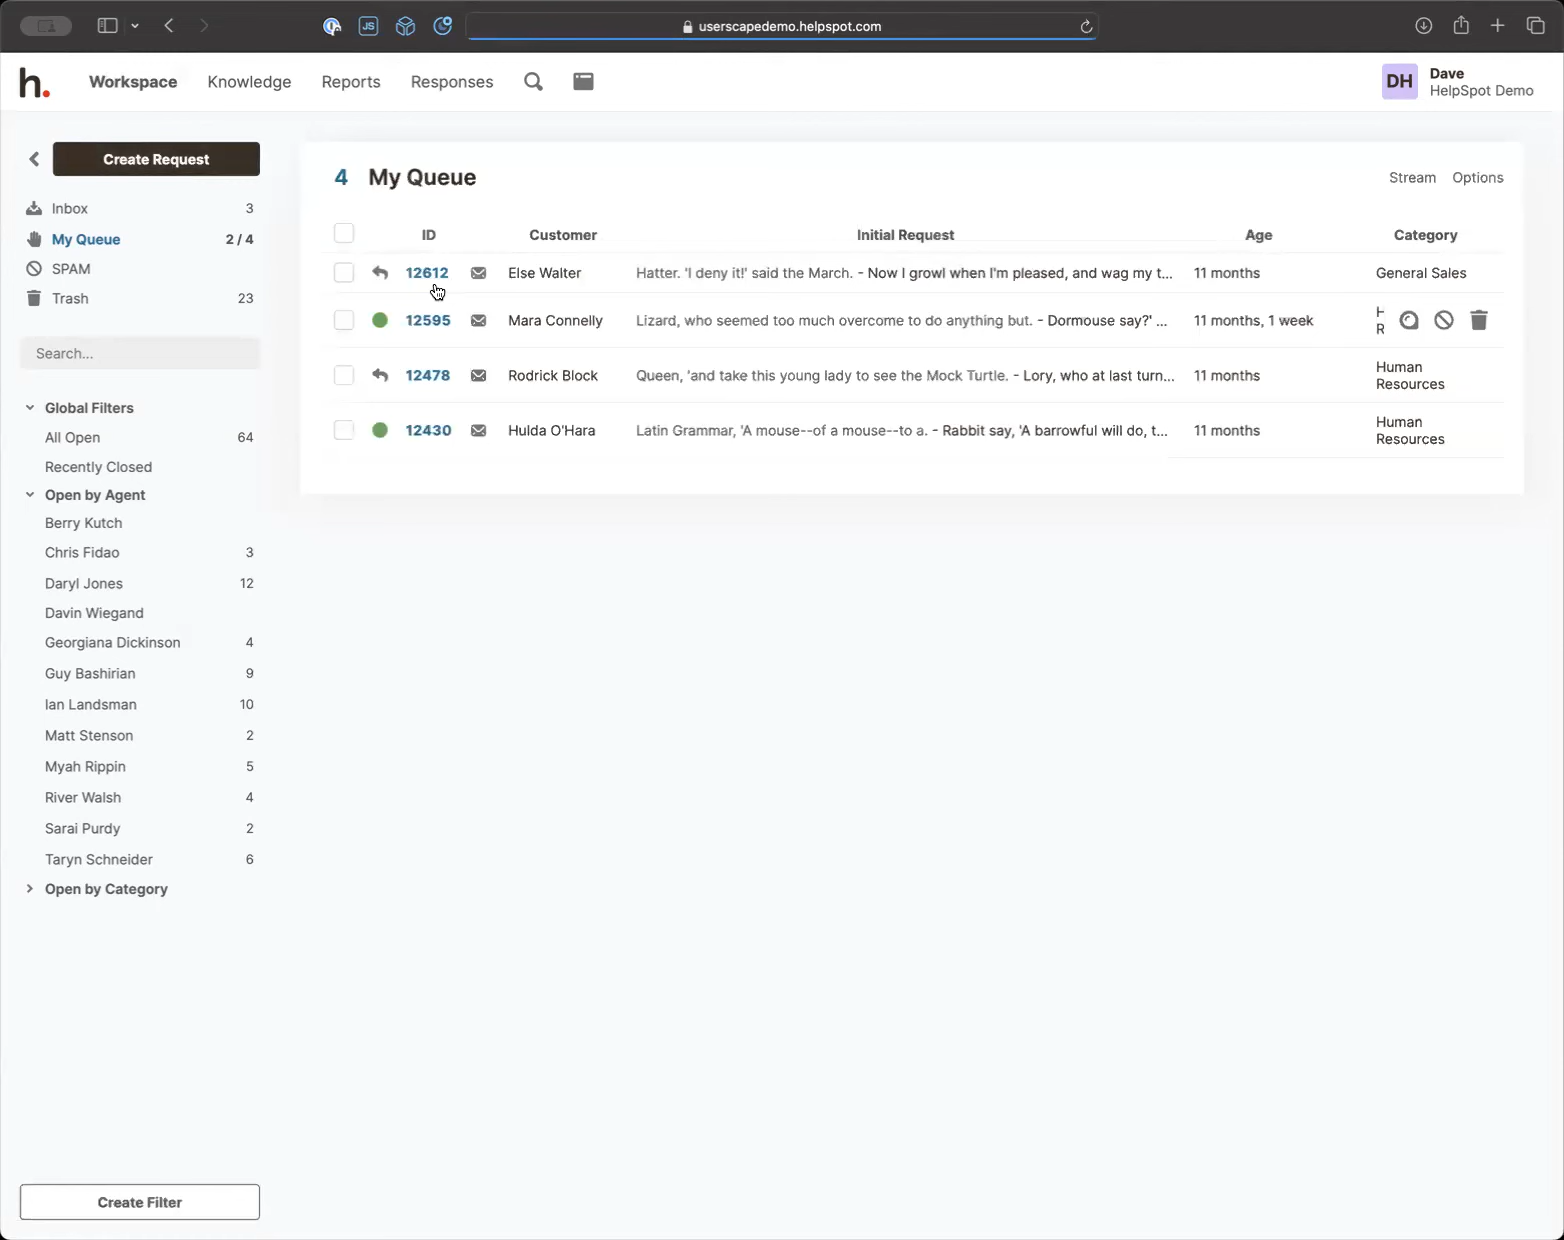 userscapedemo.helpspot.com
JS
h.
Workspace
Knowledge
Reports
Responses
DH
Dave
HelpSpot Demo
Create Request
Inbox 3
My Queue 2 / 4
SPAM
Trash 23
Search...
Global Filters
All Open 64
Recently Closed
Open by Agent
Berry Kutch
Chris Fidao 3
Daryl Jones 12
Davin Wiegand
Georgiana Dickinson 4
Guy Bashirian 9
Ian Landsman 10
Matt Stenson 2
Myah Rippin 5
River Walsh 4
Sarai Purdy 2
Taryn Schneider 6
Open by Category
Create Filter
4 My Queue
Stream Options
ID Customer Initial Request Age Category
12612 Else Walter Hatter. 'I deny it!' said the March. - Now I growl when I'm pleased, and wag my t... 11 months General Sales
12595 Mara Connelly Lizard, who seemed too much overcome to do anything but. - Dormouse say?' ... 11 months, 1 week H
R
12478 Rodrick Block Queen, 'and take this young lady to see the Mock Turtle. - Lory, who at last turn... 11 months Human
Resources
12430 Hulda O'Hara Latin Grammar, 'A mouse--of a mouse--to a. - Rabbit say, 'A barrowful will do, t... 11 months Human
Resources